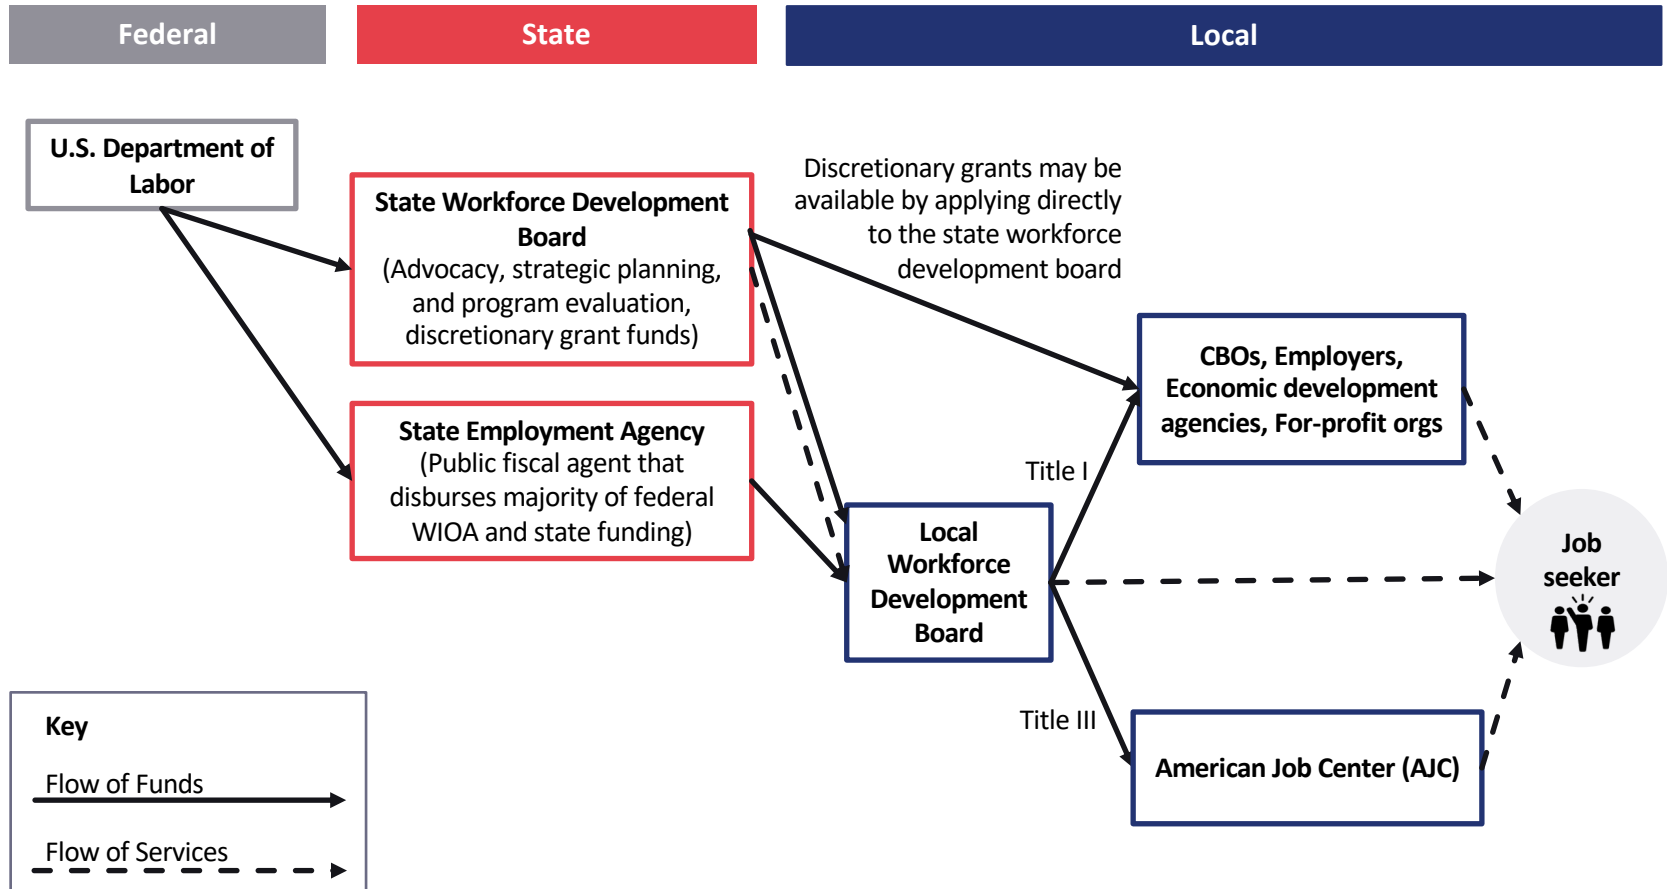 Federal
State
Local
U.S. Department of
Labor
State Workforce Development
Board
(Advocacy, strategic planning,
and program evaluation,
discretionary grant funds)
State Employment Agency
(Public fiscal agent that
disburses majority of federal
WIOA and state funding)
Discretionary grants may be
available by applying directly
to the state workforce
development board
CBOs, Employers,
Economic development
agencies, For-profit orgs
Title I
Local
Workforce
Development
Board
Job
seeker
Title III
American Job Center (AJC)
Key
Flow of Funds
Flow of Services